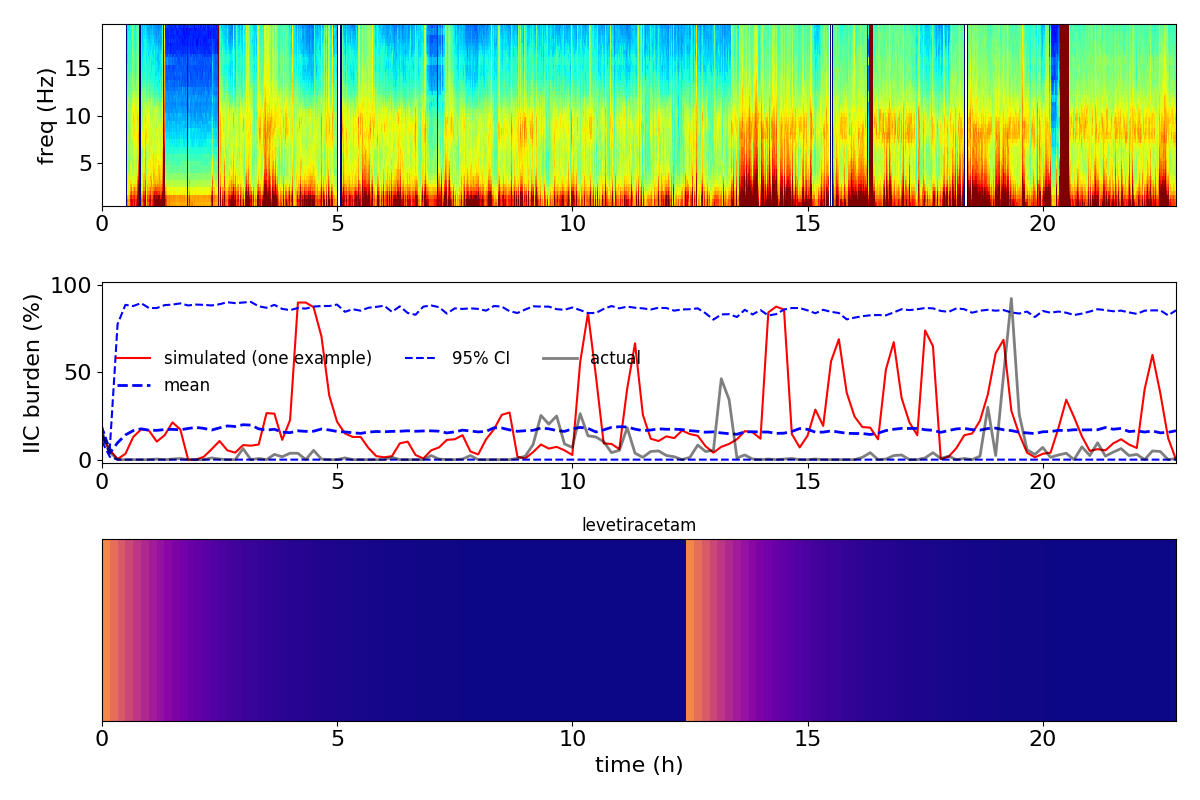 freq (Hz)
15
10
5
0 5 10 15 20
IIC burden (%)
100
50
0
simulated (one example) 95% CI actual
mean
0 5 10 15 20
levetiracetam
0 5 10 15 20
time (h)